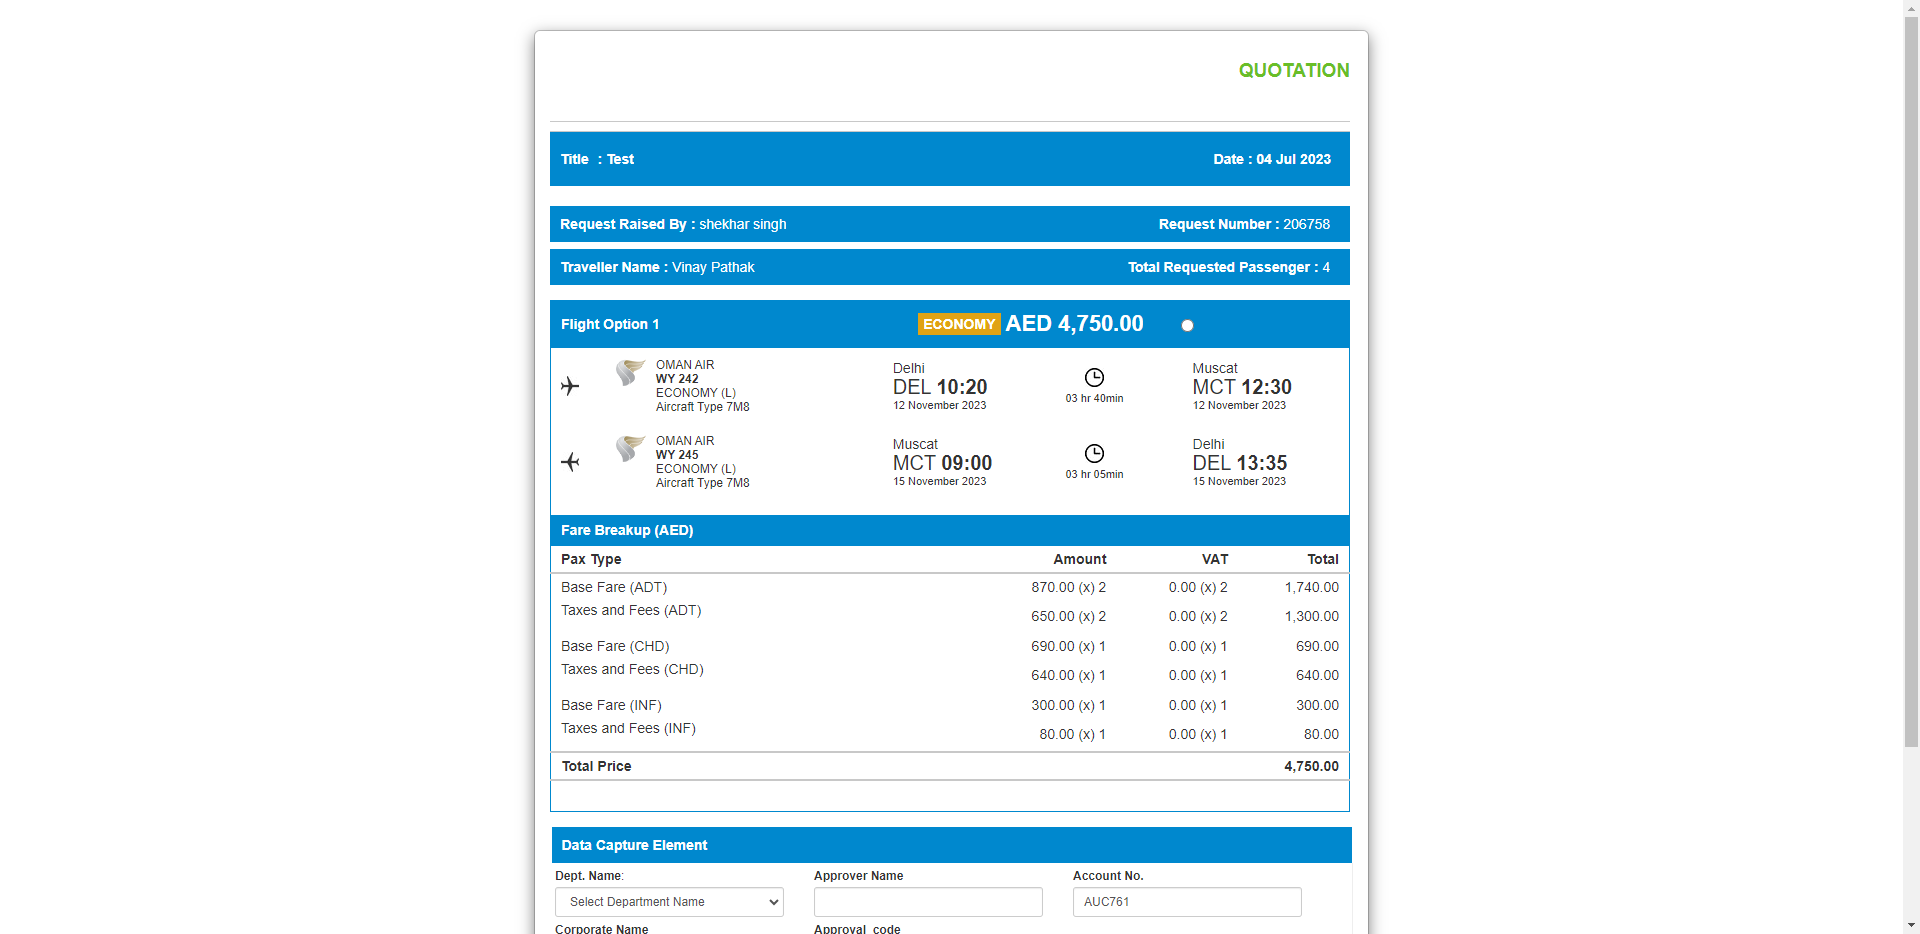 QUOTATION
Title : Test Date : 04 Jul 2023
Request Raised By : shekhar singh Request Number : 206758
Traveller Name : Vinay Pathak Total Requested Passenger : 4
Flight Option 1 ECONOMY AED 4,750.00
OMAN AIR
WY 242
ECONOMY (L)
Aircraft Type 7M8
Delhi
DEL 10:20
12 November 2023
03 hr 40min
Muscat
MCT 12:30
12 November 2023
OMAN AIR
WY 245
ECONOMY (L)
Aircraft Type 7M8
Muscat
MCT 09:00
15 November 2023
03 hr 05min
Delhi
DEL 13:35
15 November 2023
Fare Breakup (AED)
Pax Type Amount VAT Total
Base Fare (ADT) 870.00 (x) 2 0.00 (x) 2 1,740.00
Taxes and Fees (ADT) 650.00 (x) 2 0.00 (x) 2 1,300.00
Base Fare (CHD) 690.00 (x) 1 0.00 (x) 1 690.00
Taxes and Fees (CHD) 640.00 (x) 1 0.00 (x) 1 640.00
Base Fare (INF) 300.00 (x) 1 0.00 (x) 1 300.00
Taxes and Fees (INF) 80.00 (x) 1 0.00 (x) 1 80.00
Total Price 4,750.00
Data Capture Element
Dept. Name: Approver Name Account No.
Select Department Name AUC761
Corporate Name Approval_code